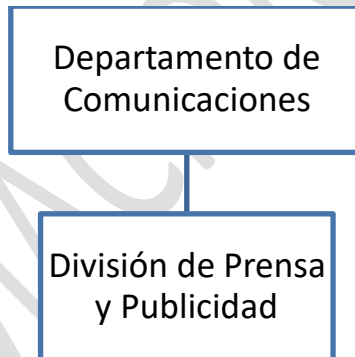 Departamento de
Comunicaciones
División de Prensa
y Publicidad